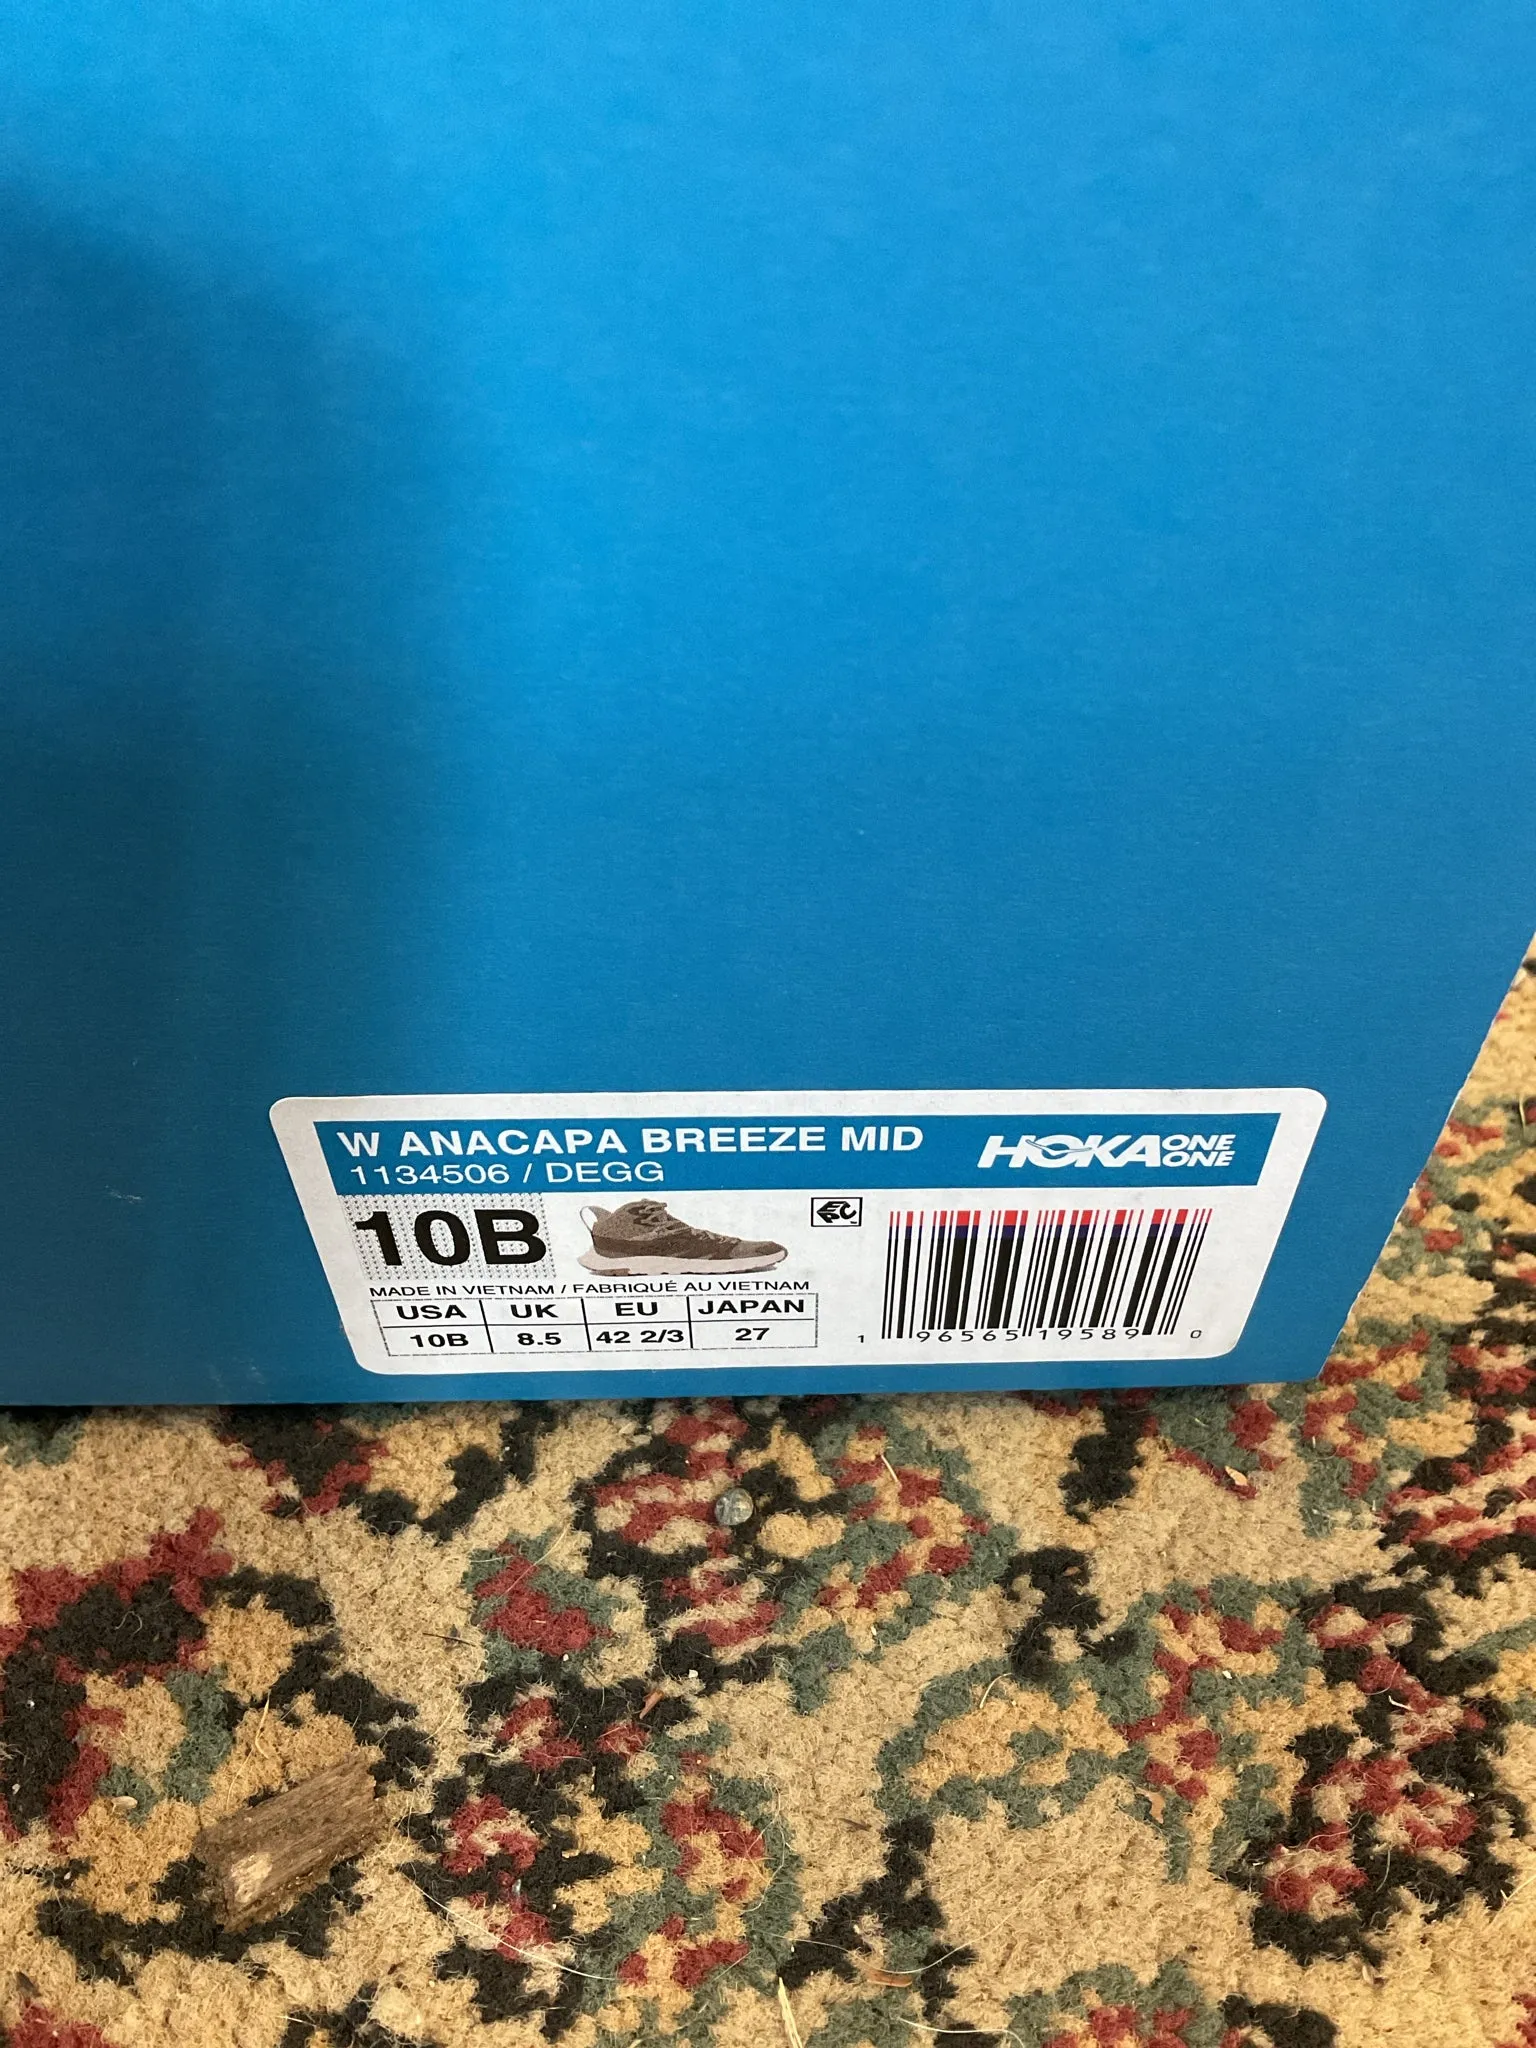 W ANACAPA BREEZE MID
1134506 / DEGG
HOKA ONE ONE
10B
EPC
MADE IN VIETNAM / FABRIQUÉ AU VIETNAM
USA UK EU JAPAN
10B 8.5 42 2/3 27
1 96565 19589 0